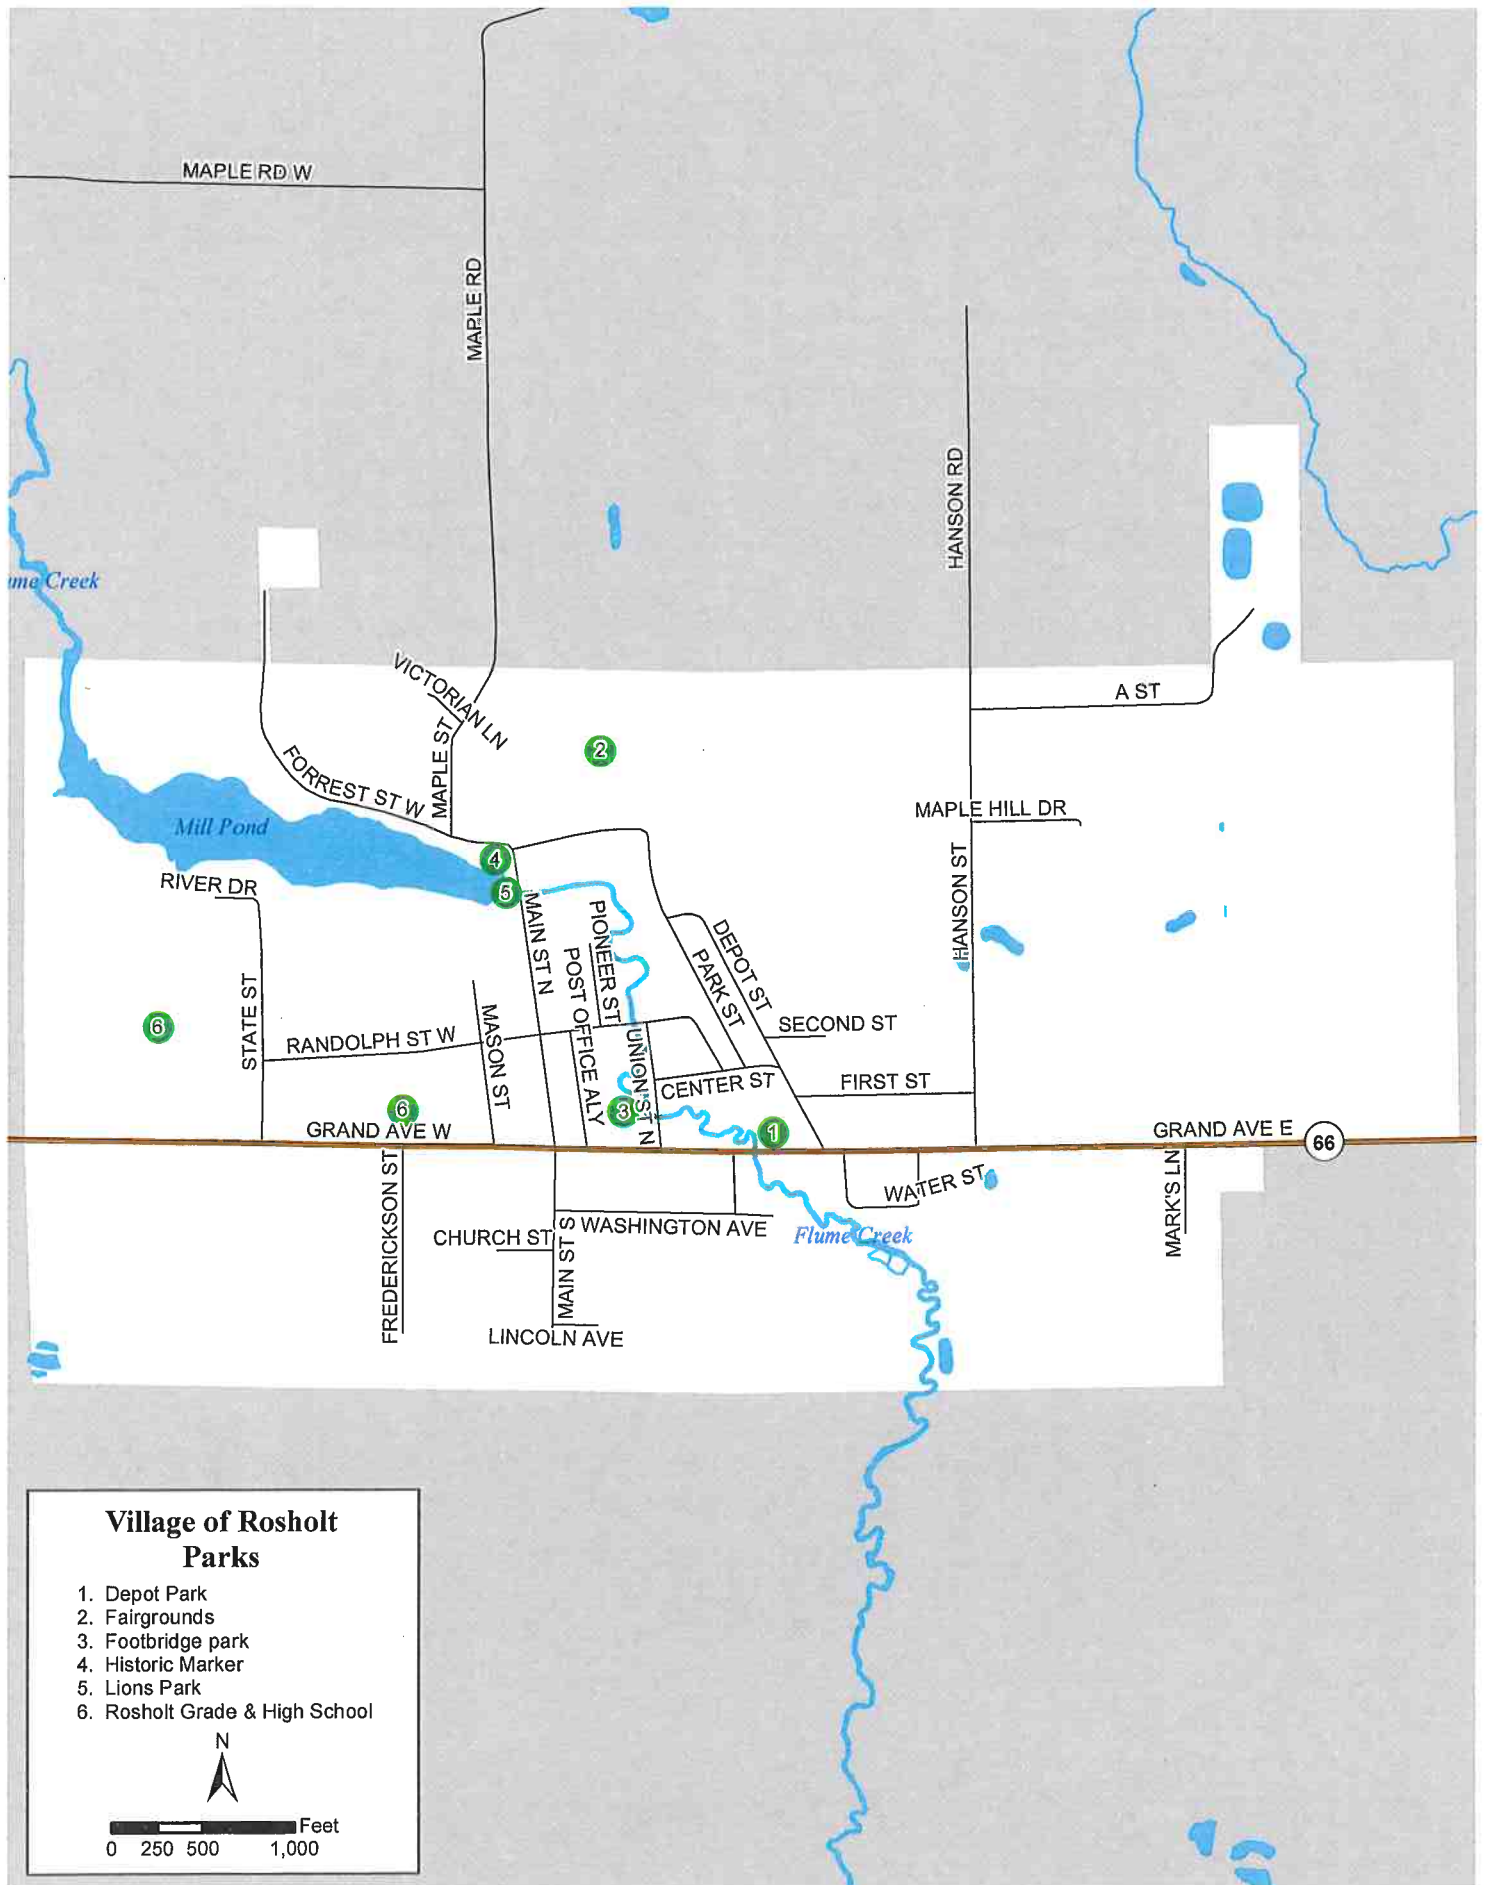 MAPLE RD W
MAPLE RD
HANSON RD
ume Creek
VICTORIAN LN
MAPLE ST
A ST
2
FORREST ST W
MAPLE HILL DR
Mill Pond
4
5
RIVER DR
HANSON ST
MAIN ST N
PIONEER ST
POST OFFICE ALY
DEPOT ST
PARK ST
6
STATE ST
SECOND ST
RANDOLPH ST W
MASON ST
UNION ST N
CENTER ST
FIRST ST
6
3
1
GRAND AVE W
GRAND AVE E
66
FREDERICKSON ST
WATER ST
MARK'S LN
CHURCH ST
MAIN ST S
WASHINGTON AVE
Flume Creek
LINCOLN AVE
Village of Rosholt
Parks
1. Depot Park
2. Fairgrounds
3. Footbridge park
4. Historic Marker
5. Lions Park
6. Rosholt Grade & High School
N
Feet
0 250 500 1,000